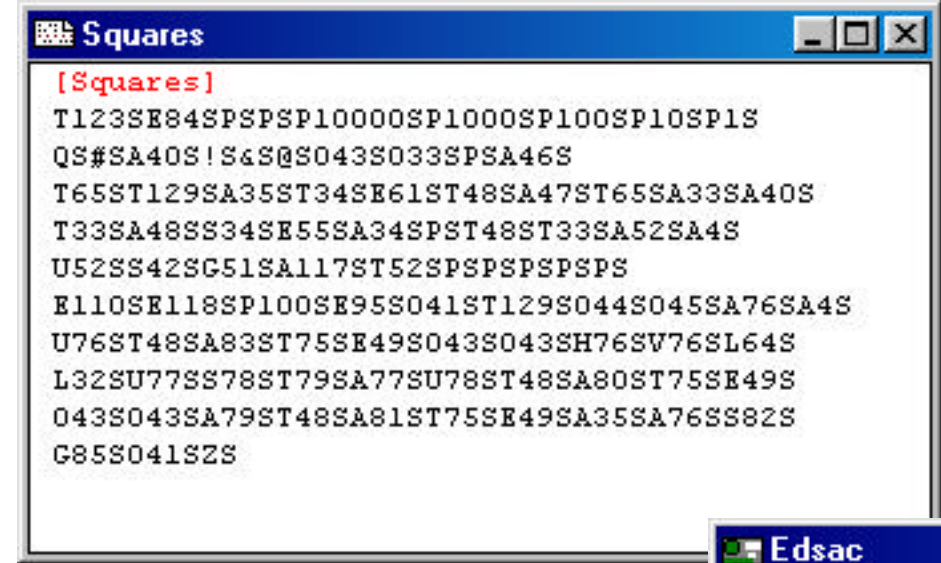 Squares
[Squares]
T123SE84SPSPSP10000SP1000SP100SP10SP1S
QS#SA40S!S&S@SO43SO33SPSA46S
T65ST129SA35ST34SE61ST48SA47ST65SA33SA40S
T33SA48SS34SE55SA34SPST48ST33SA52SA4S
U52SS42SG51SA117ST52SPSPSPSPSPS
E110SE118SP100SE95SO41ST129SO44SO45SA76SA4S
U76ST48SA83ST75SE49SO43SO43SH76SV76SL64S
L32SU77SS78ST79SA77SU78ST48SA80ST75SE49S
O43SO43SA79ST48SA81ST75SE49SA35SA76SS82S
G85SO41SZS
Edsac